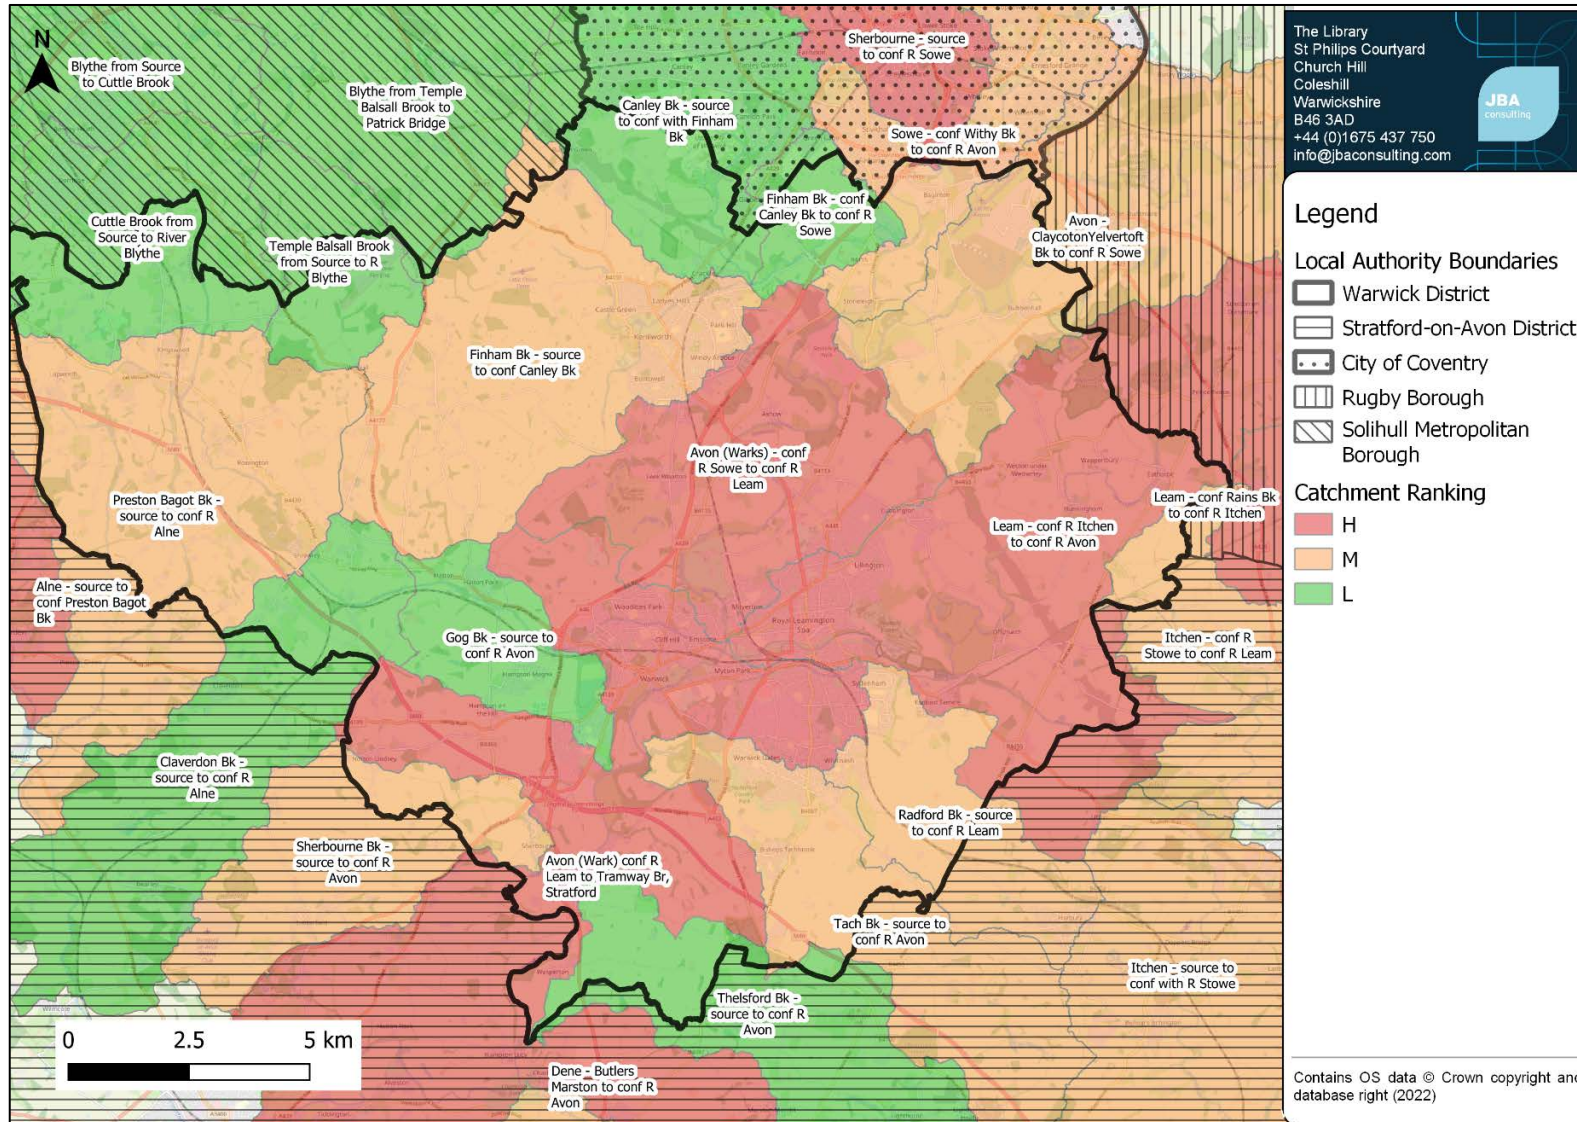 N
Blythe from Source
to Cuttle Brook
Blythe from Temple
Balsall Brook to
Patrick Bridge
Canley Bk - source
to conf with Finham
Bk
Sherbourne - source
to conf R Sowe
Sowe - conf Withy Bk
to conf R Avon
Cuttle Brook from
Source to River
Blythe
Temple Balsall Brook
from Source to R
Blythe
Finham Bk - conf
Canley Bk to conf R
Sowe
Avon -
ClaycotonYelvertoft
Bk to conf R Sowe
Finham Bk - source
to conf Canley Bk
Avon (Warks) - conf
R Sowe to conf R
Leam
Preston Bagot Bk -
source to conf R
Alne
Leam - conf R Itchen
to conf R Avon
Leam - conf Rains Bk
to conf R Itchen
Alne - source to
conf Preston Bagot
Bk
Gog Bk - source to
conf R Avon
Itchen - conf R
Stowe to conf R Leam
Claverdon Bk -
source to conf R
Alne
Sherbourne Bk -
source to conf R
Avon
Avon (Wark) conf R
Leam to Tramway Br,
Stratford
Radford Bk - source
to conf R Leam
Tach Bk - source to
conf R Avon
Itchen - source to
conf with R Stowe
Thelsford Bk -
source to conf R
Avon
Dene - Butlers
Marston to conf R
Avon
Kenilworth
Royal Leamington
Spa
Warwick
0 2.5 5 km
The Library
St Philips Courtyard
Church Hill
Coleshill
Warwickshire
B46 3AD
+44 (0)1675 437 750
info@jbaconsulting.com
JBA
consulting
Legend
Local Authority Boundaries
Warwick District
Stratford-on-Avon District
City of Coventry
Rugby Borough
Solihull Metropolitan
Borough
Catchment Ranking
H
M
L
Contains OS data © Crown copyright and
database right (2022)